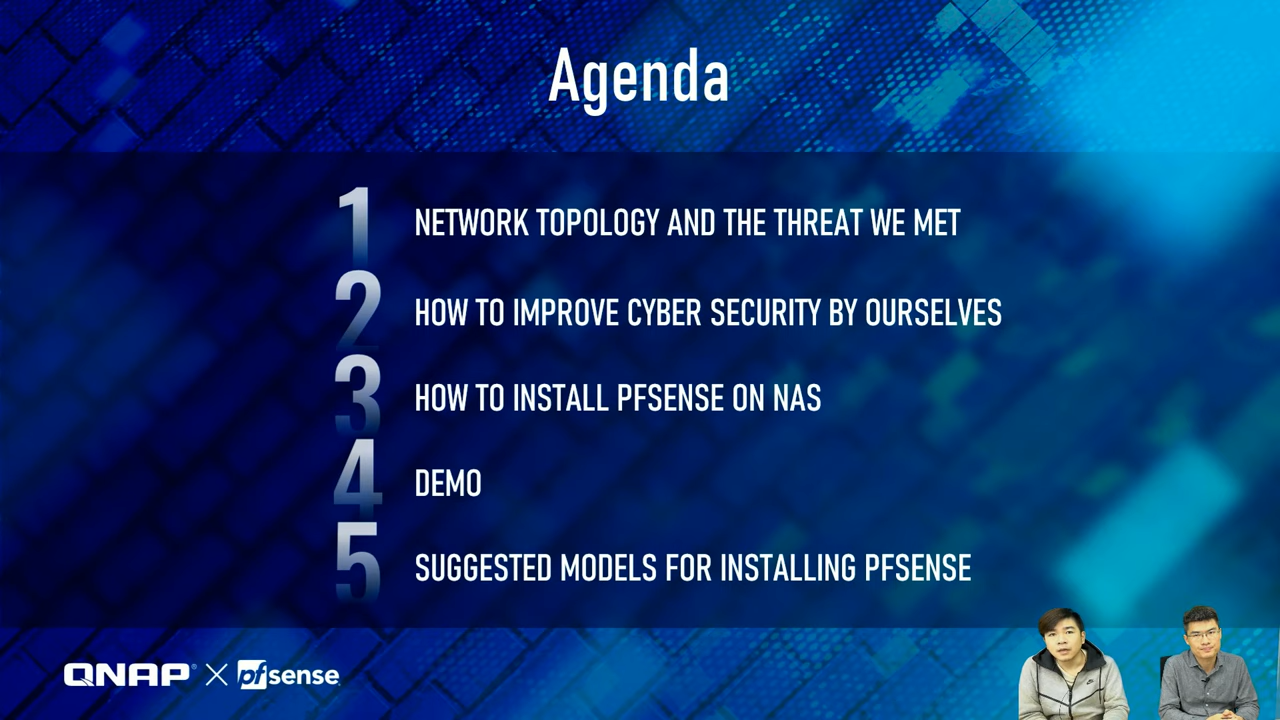 Agenda
1 NETWORK TOPOLOGY AND THE THREAT WE MET
2 HOW TO IMPROVE CYBER SECURITY BY OURSELVES
3 HOW TO INSTALL PFSENSE ON NAS
4 DEMO
5 SUGGESTED MODELS FOR INSTALLING PFSENSE
QNAP® X pfsense